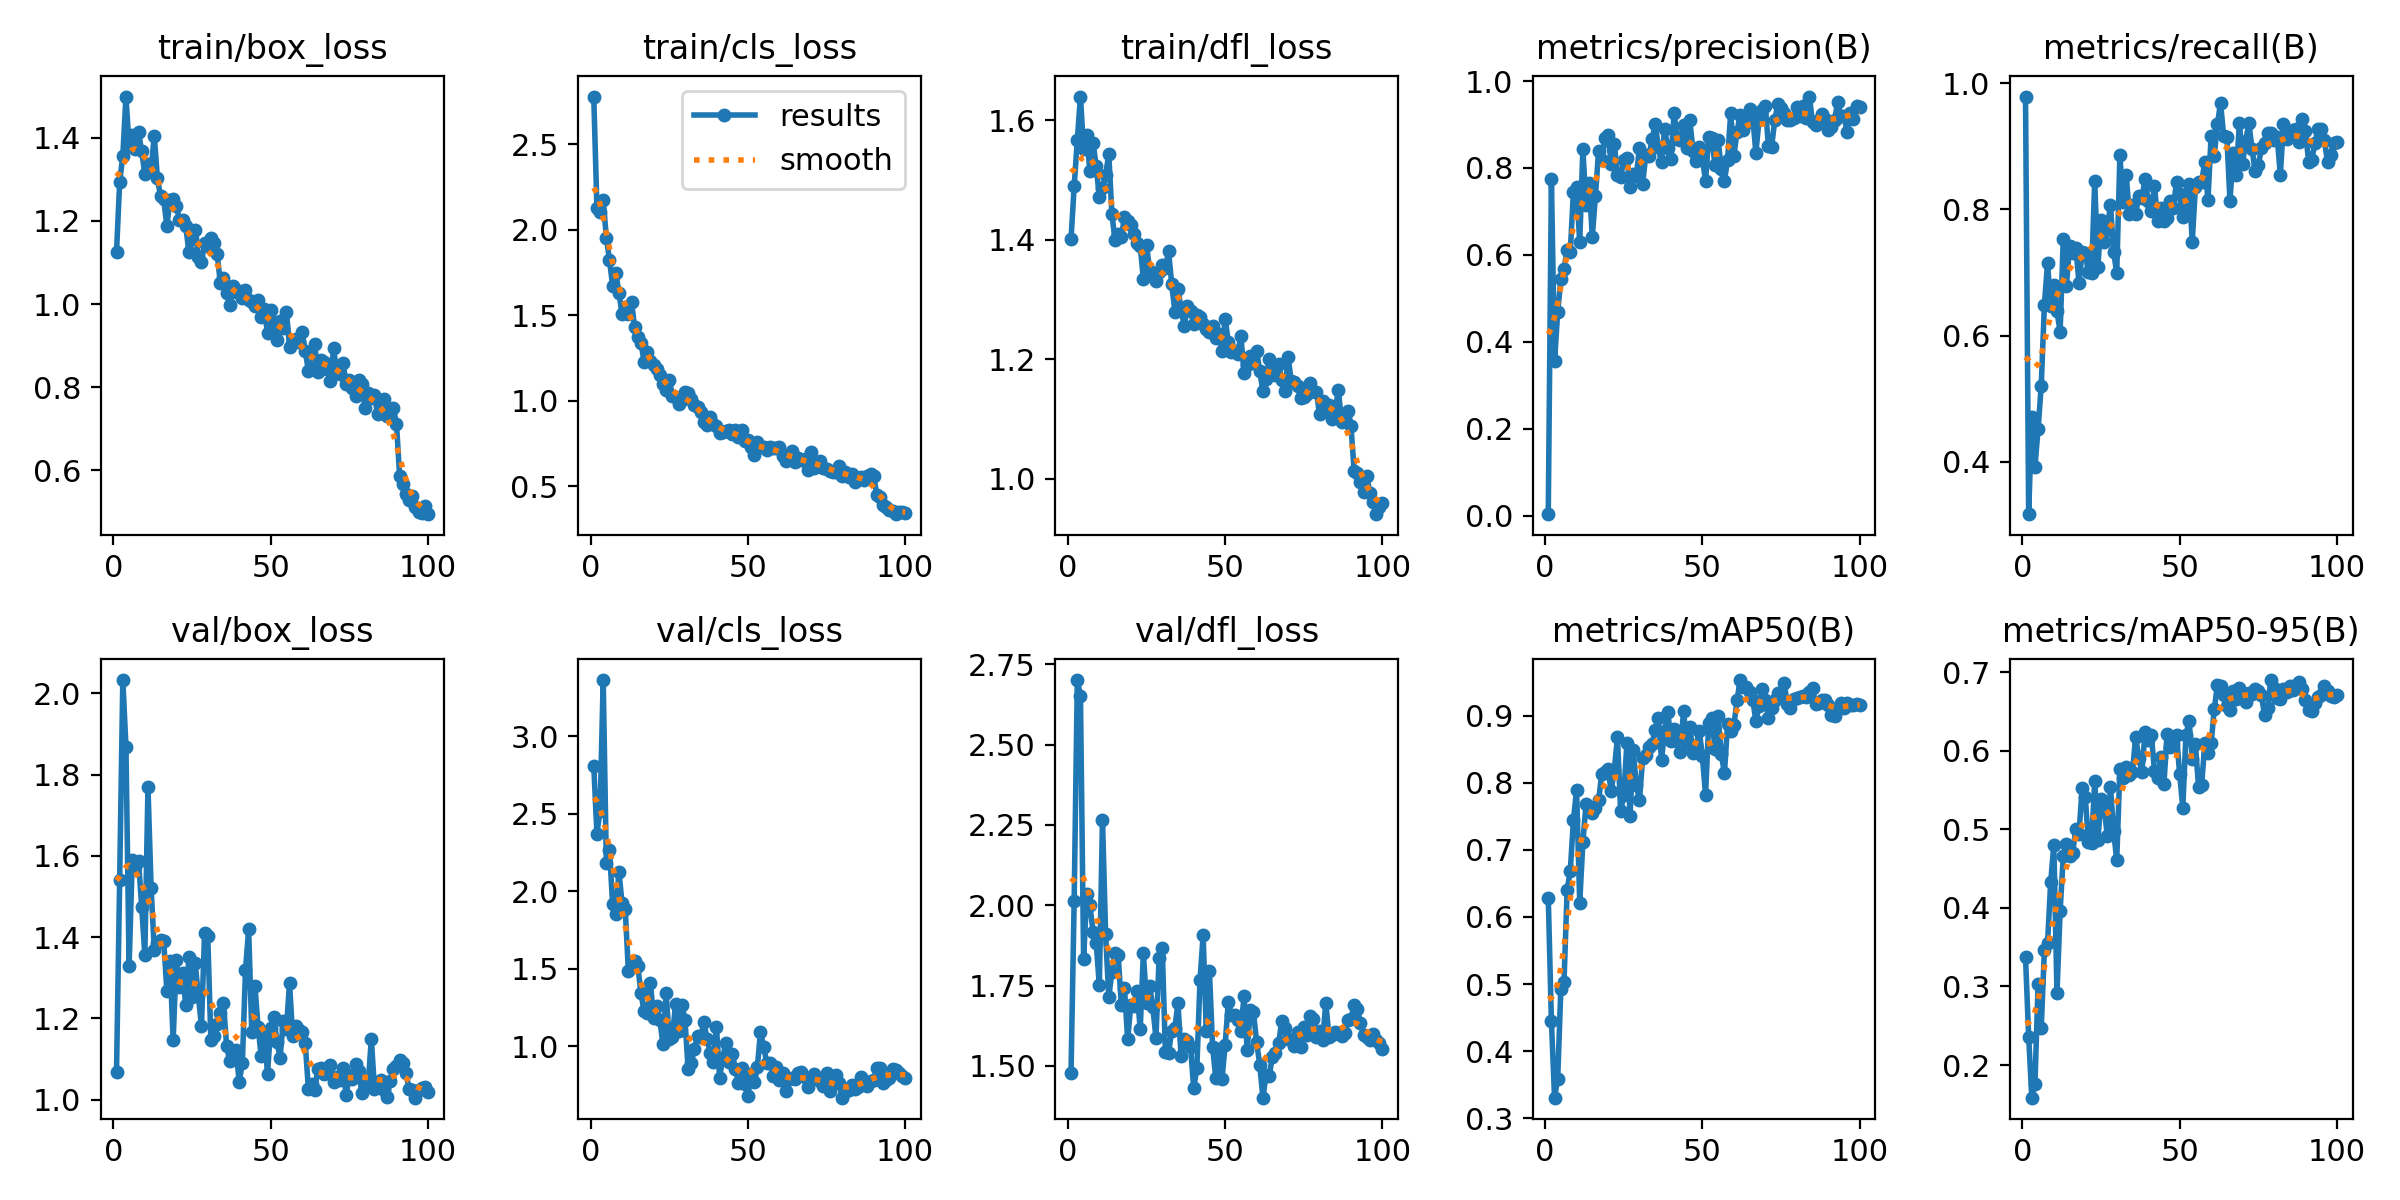 train/box_loss
1.4
1.2
1.0
0.8
0.6
0 50 100
train/cls_loss
results
smooth
2.5
2.0
1.5
1.0
0.5
0 50 100
train/dfl_loss
1.6
1.4
1.2
1.0
0 50 100
metrics/precision(B)
1.0
0.8
0.6
0.4
0.2
0.0
0 50 100
metrics/recall(B)
1.0
0.8
0.6
0.4
0 50 100
val/box_loss
2.0
1.8
1.6
1.4
1.2
1.0
0 50 100
val/cls_loss
3.0
2.5
2.0
1.5
1.0
0 50 100
val/dfl_loss
2.75
2.50
2.25
2.00
1.75
1.50
0 50 100
metrics/mAP50(B)
0.9
0.8
0.7
0.6
0.5
0.4
0.3
0 50 100
metrics/mAP50-95(B)
0.7
0.6
0.5
0.4
0.3
0.2
0 50 100